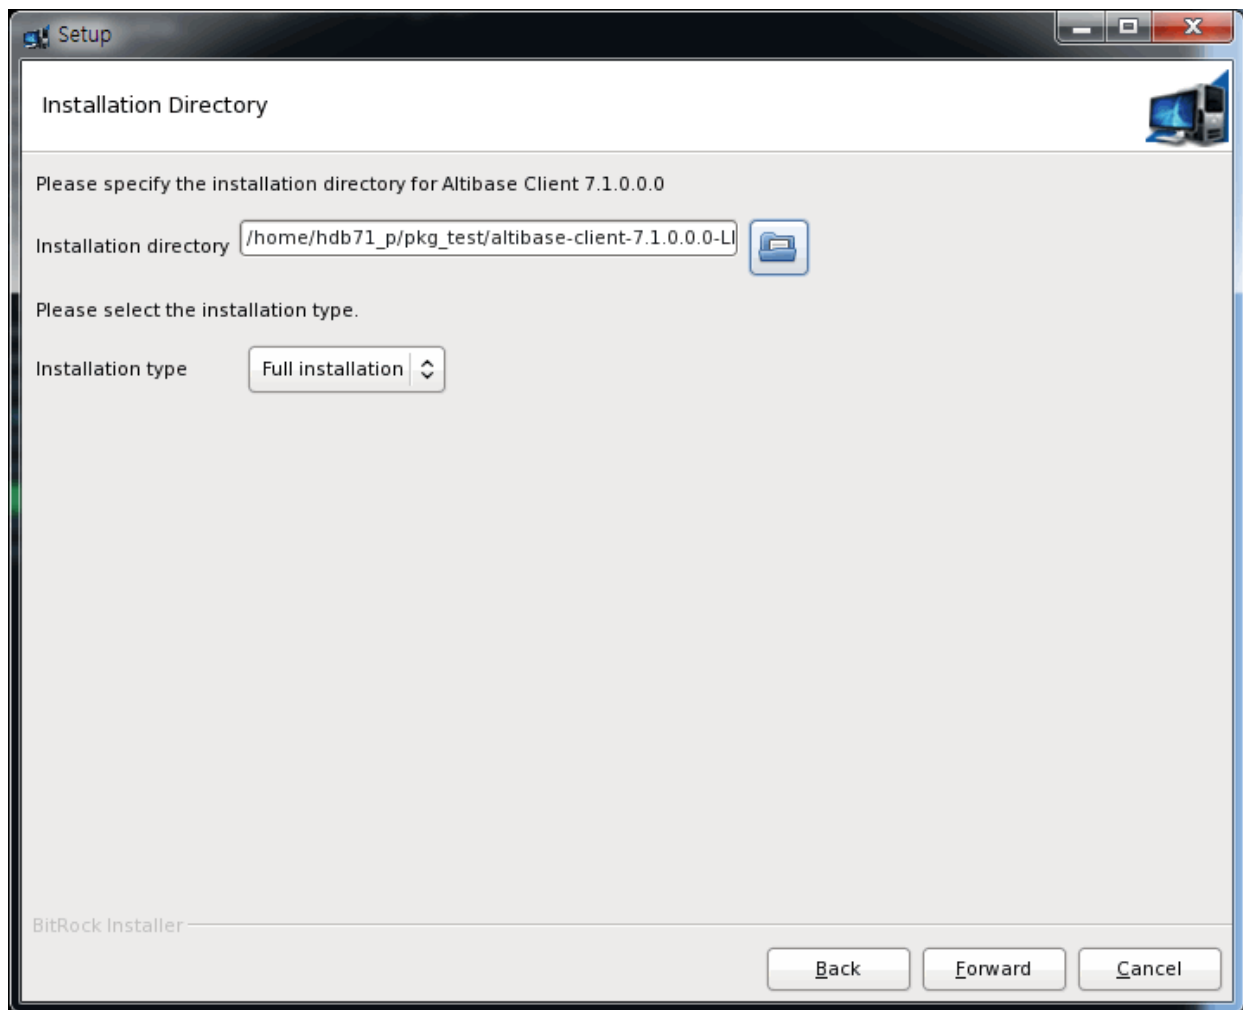 Setup
Installation Directory
Please specify the installation directory for Altibase Client 7.1.0.0.0
Installation directory /home/hdb71_p/pkg_test/altibase-client-7.1.0.0.0-LI
Please select the installation type.
Installation type Full installation
BitRock Installer
Back Forward Cancel